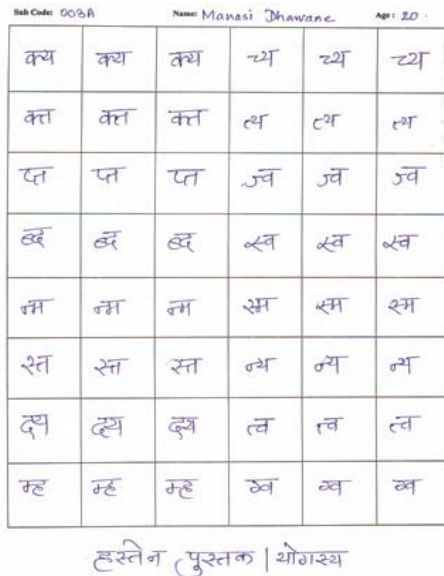 Sub Code: 003A Name: Manasi Dhawane Age: 20.
क्य क्य क्य च्य च्य च्य
क्त क्त क्त त्य त्य त्य
प्त प्त प्त ज्व ज्व ज्व
ब्द ब्द ब्द स्व स्व स्व
न्म न्म न्म स्म स्म स्म
स्त स्त स्त न्य न्य न्य
द्य द्य द्य त्व त्व त्व
म्ह म्ह म्ह ग्व ग्व ग्व
हस्तेन पुस्तक | योगस्य